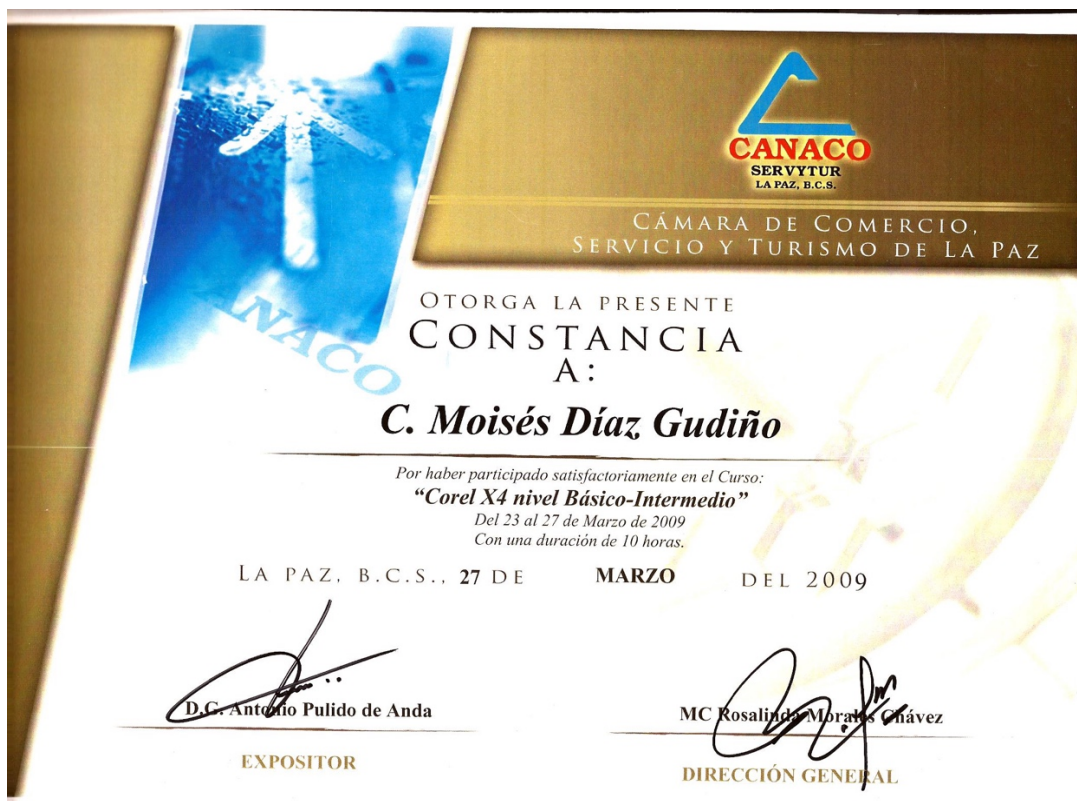 CANACO
SERVYTUR
LA PAZ, B.C.S.
CÁMARA DE COMERCIO,
SERVICIO Y TURISMO DE LA PAZ
ANACO
OTORGA LA PRESENTE
CONSTANCIA
A:
C. Moisés Díaz Gudiño
Por haber participado satisfactoriamente en el Curso:
“Corel X4 nivel Básico-Intermedio”
Del 23 al 27 de Marzo de 2009
Con una duración de 10 horas.
LA PAZ, B.C.S., 27 DE MARZO DEL 2009
D.G. Antonio Pulido de Anda
MC Rosalinda Morales Chávez
EXPOSITOR
DIRECCIÓN GENERAL